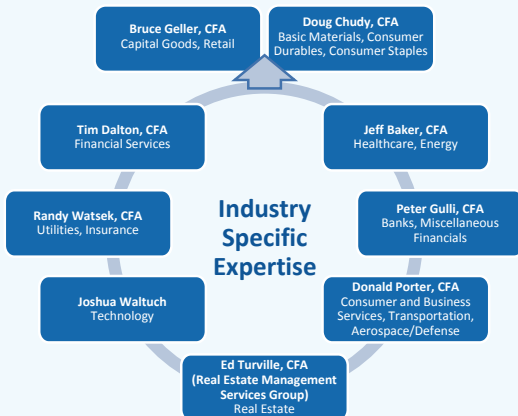 Bruce Geller, CFA
Capital Goods, Retail
Doug Chudy, CFA
Basic Materials, Consumer
Durables, Consumer Staples
Tim Dalton, CFA
Financial Services
Jeff Baker, CFA
Healthcare, Energy
Randy Watsek, CFA
Utilities, Insurance
Industry
Specific
Expertise
Peter Gulli, CFA
Banks, Miscellaneous
Financials
Joshua Waltuch
Technology
Donald Porter, CFA
Consumer and Business
Services, Transportation,
Aerospace/Defense
Ed Turville, CFA
(Real Estate Management
Services Group)
Real Estate